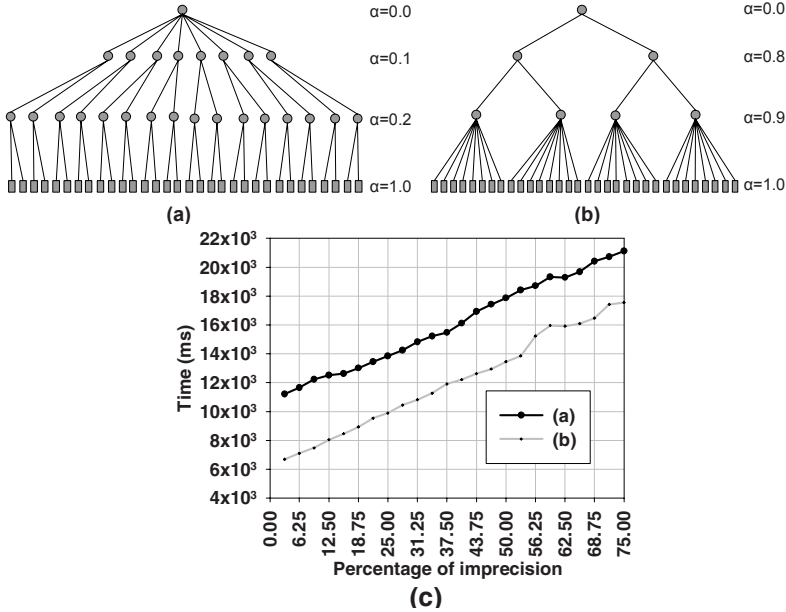 α=0.0
α=0.1
α=0.2
α=1.0
(a)
α=0.0
α=0.8
α=0.9
α=1.0
(b)
22x10³
20x10³
18x10³
16x10³
14x10³
12x10³
10x10³
8x10³
6x10³
4x10³
Time (ms)
(a)
(b)
0.00
6.25
12.50
18.75
25.00
31.25
37.50
43.75
50.00
56.25
62.50
68.75
75.00
Percentage of imprecision
(c)